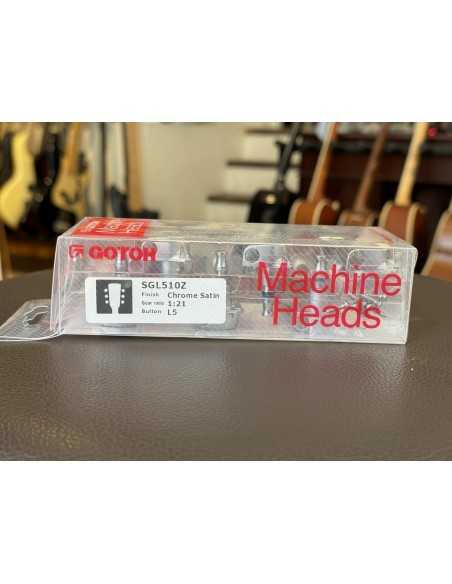 GOTOH
SGL510Z
Finish Chrome Satin
Gear ratio 1:21
Button L5
Machine
Heads